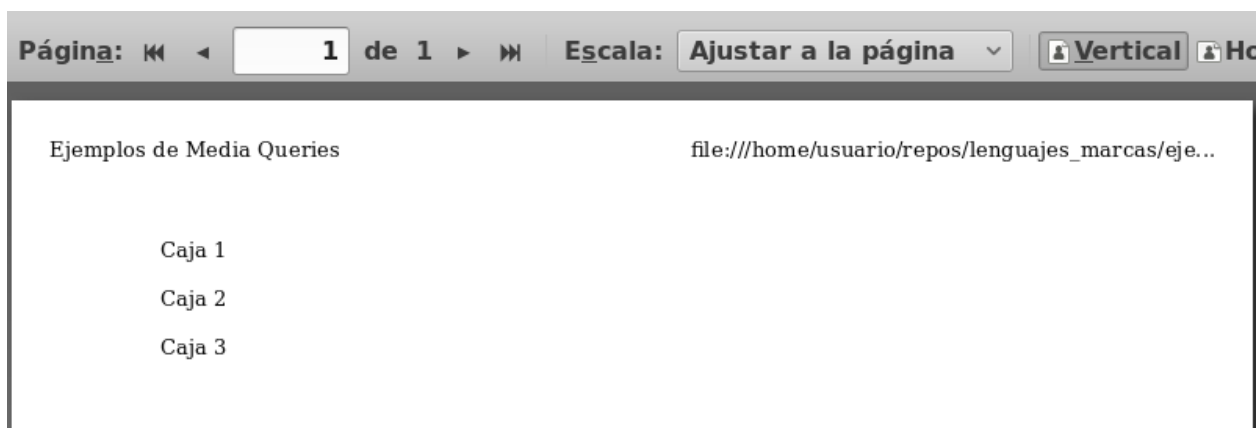 Página: 1 de 1 Escala: Ajustar a la página Vertical Ho
Ejemplos de Media Queries file:///home/usuario/repos/lenguajes_marcas/eje...
Caja 1
Caja 2
Caja 3